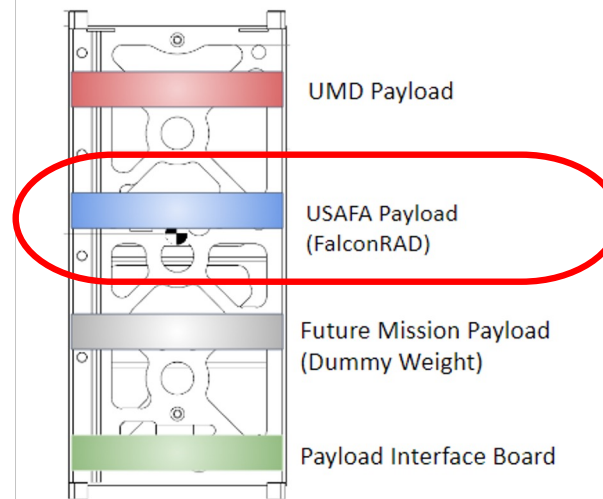 UMD Payload
USAFA Payload
(FalconRAD)
Future Mission Payload
(Dummy Weight)
Payload Interface Board